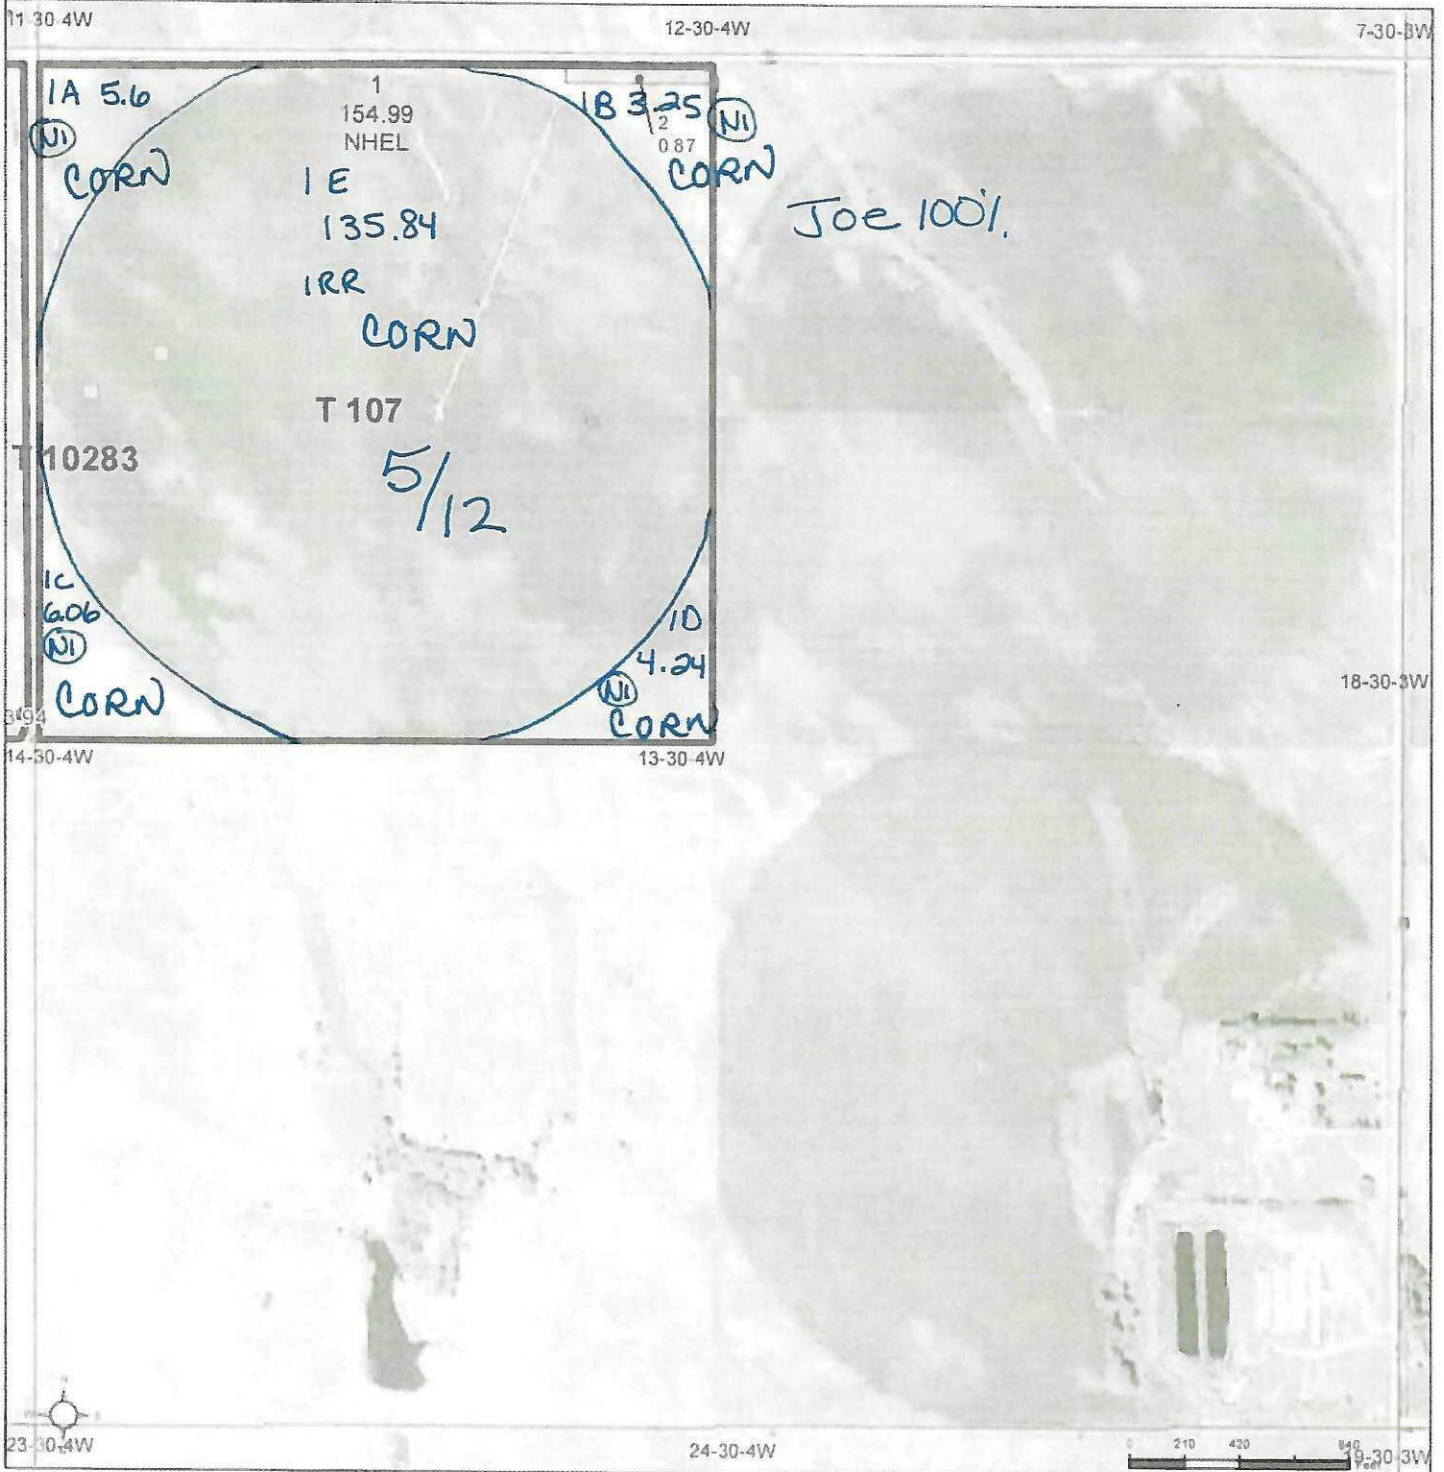 11-30-4W
12-30-4W
7-30-3W
1A 5.6
NI
CORN
1
154.99
NHEL
1E
135.84
IRR
CORN
1B 3.25
NI
2
0.87
CORN
Joe 100%
T 107
T 10283
5/12
1C
6.06
NI
CORN
1D
4.24
NI
CORN
18-30-3W
14-30-4W
13-30-4W
23-30-4W
24-30-4W
0 210 420 840
Feet
19-30-3W